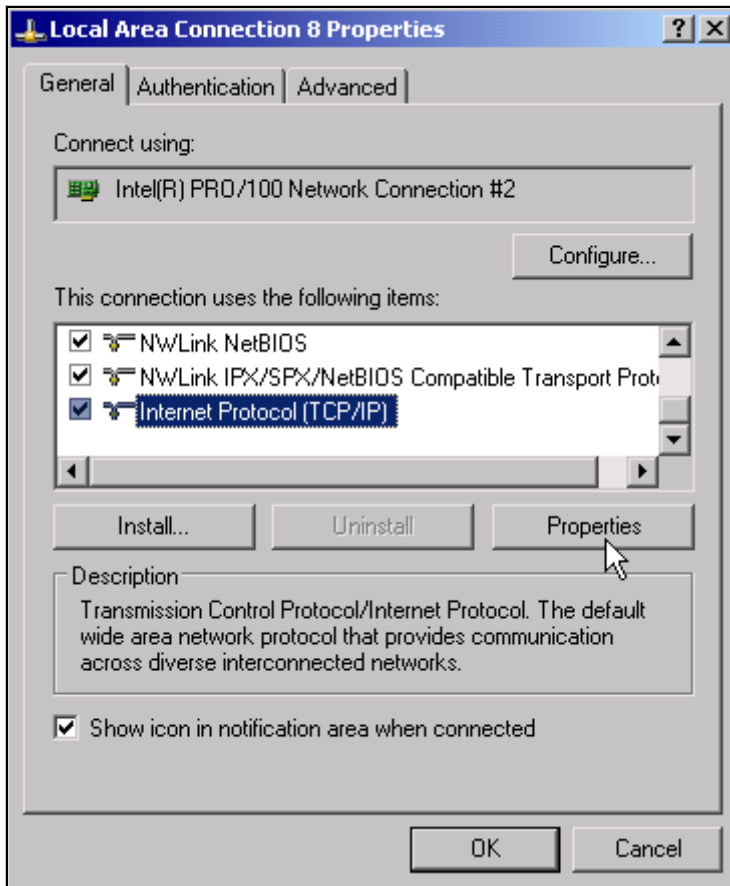 Local Area Connection 8 Properties
General Authentication Advanced
Connect using:
Intel(R) PRO/100 Network Connection #2
Configure...
This connection uses the following items:
NWLink NetBIOS
NWLink IPX/SPX/NetBIOS Compatible Transport Prot
Internet Protocol (TCP/IP)
Install... Uninstall Properties
Description
Transmission Control Protocol/Internet Protocol. The default
wide area network protocol that provides communication
across diverse interconnected networks.
Show icon in notification area when connected
OK Cancel